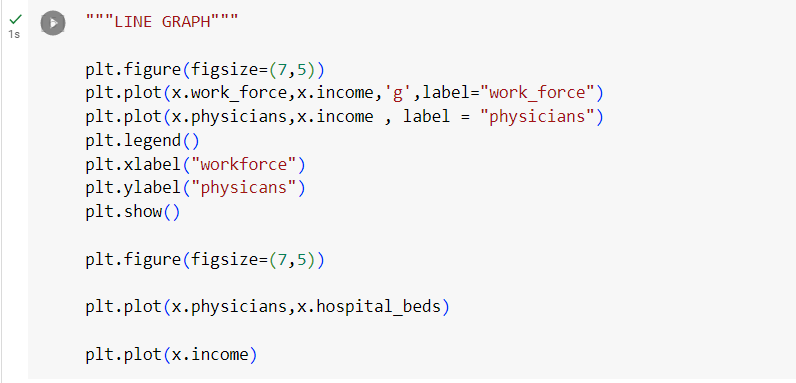 1s
"""LINE GRAPH"""
plt.figure(figsize=(7,5))
plt.plot(x.work_force,x.income,'g',label="work_force")
plt.plot(x.physicians,x.income , label = "physicians")
plt.legend()
plt.xlabel("workforce")
plt.ylabel("physicans")
plt.show()
plt.figure(figsize=(7,5))
plt.plot(x.physicians,x.hospital_beds)
plt.plot(x.income)